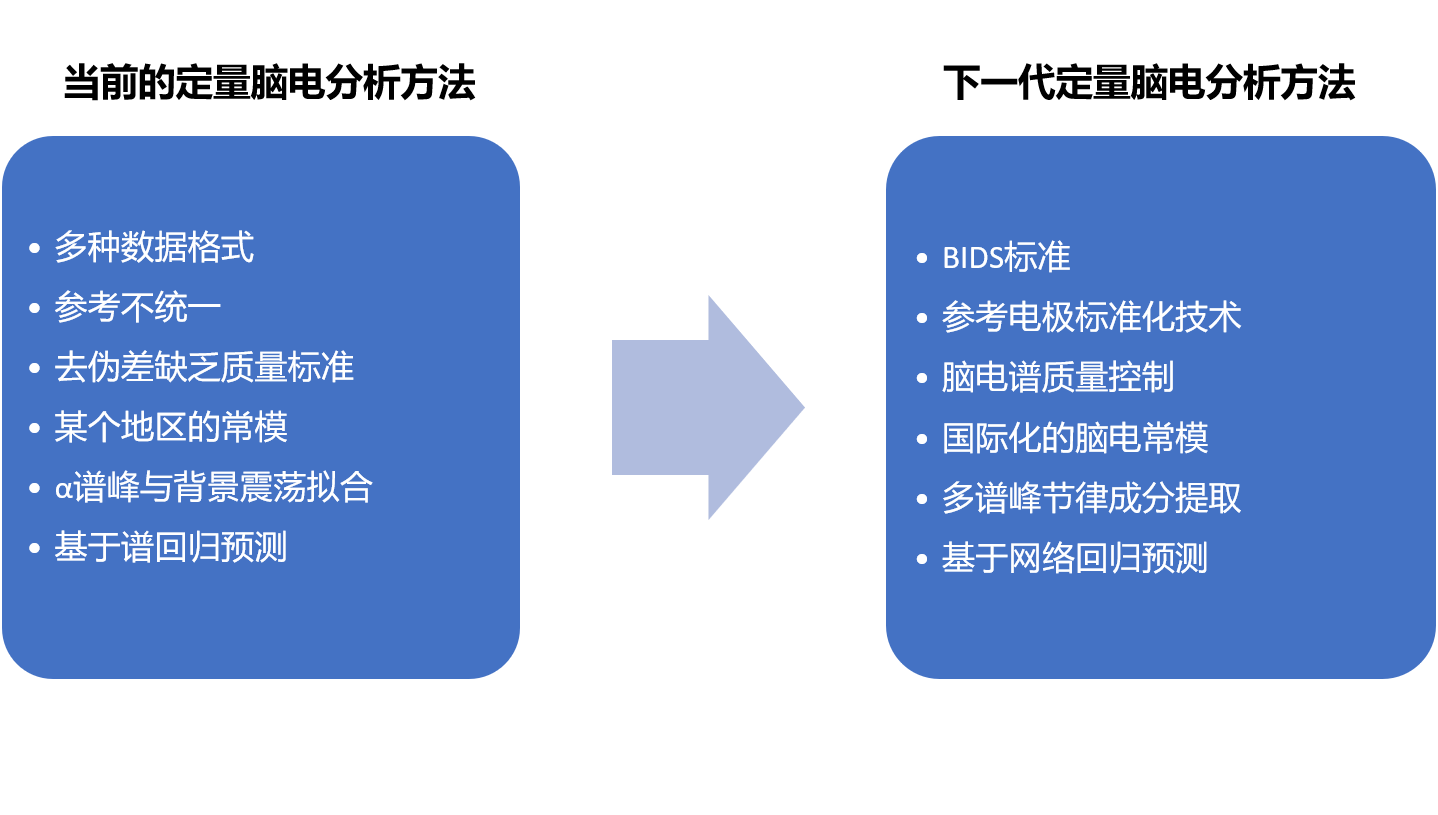 当前的定量脑电分析方法
• 多种数据格式
• 参考不统一
• 去伪差缺乏质量标准
• 某个地区的常模
• α谱峰与背景震荡拟合
• 基于谱回归预测
下一代定量脑电分析方法
• BIDS标准
• 参考电极标准化技术
• 脑电谱质量控制
• 国际化的脑电常模
• 多谱峰节律成分提取
• 基于网络回归预测